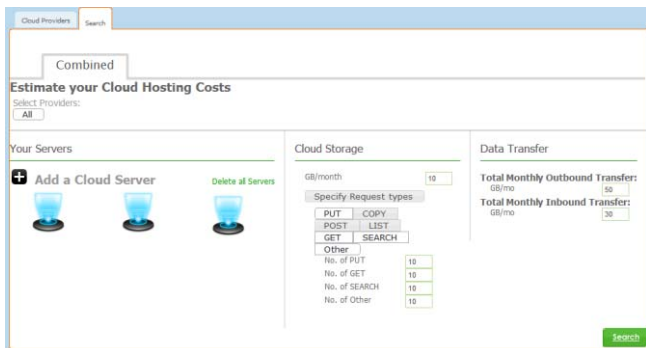 Cloud Providers
Search
Combined
Estimate your Cloud Hosting Costs
Select Providers:
All
Your Servers
Add a Cloud Server
Delete all Servers
Cloud Storage
GB/month 10
Specify Request types
PUT COPY
POST LIST
GET SEARCH
Other
No. of PUT 10
No. of GET 10
No. of SEARCH 10
No. of Other 10
Data Transfer
Total Monthly Outbound Transfer:
GB/mo 50
Total Monthly Inbound Transfer:
GB/mo 30
Search